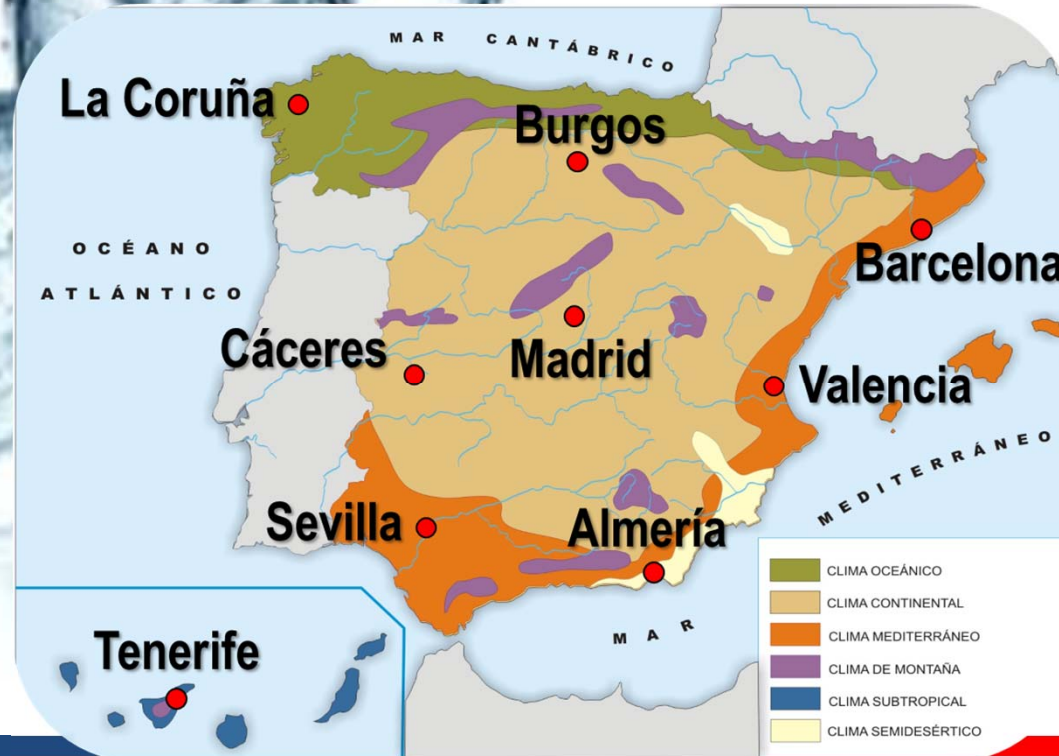 MAR CANTÁBRICO
La Coruña
Burgos
OCÉANO
ATLÁNTICO
Barcelona
Cáceres
Madrid
Valencia
MAR MEDITERRÁNEO
Sevilla
Almería
Tenerife
CLIMA OCEÁNICO
CLIMA CONTINENTAL
CLIMA MEDITERRÁNEO
CLIMA DE MONTAÑA
CLIMA SUBTROPICAL
CLIMA SEMIDESÉRTICO